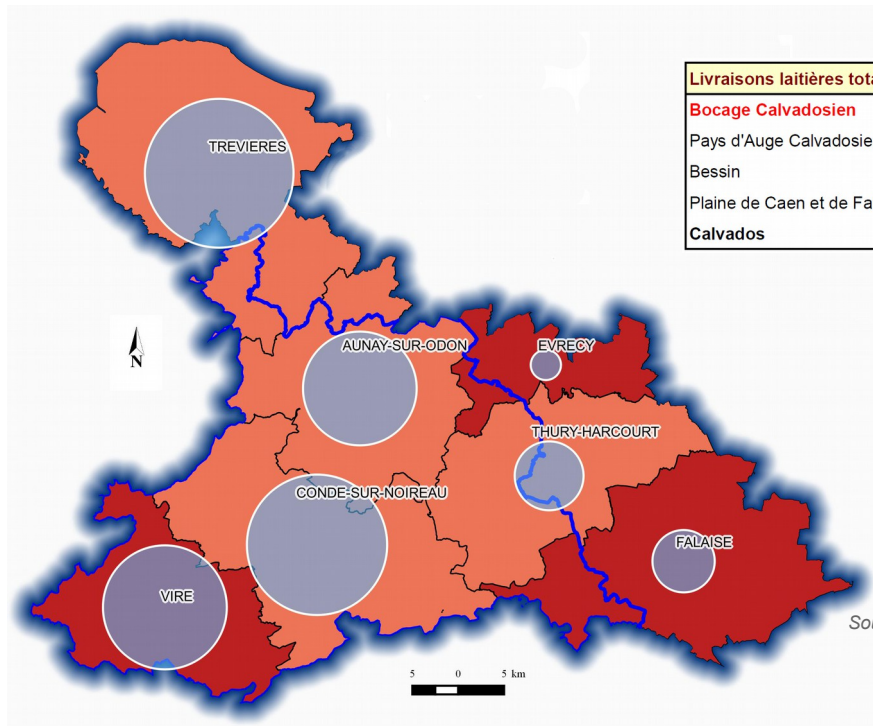 TREVIERES
Livraisons laitières tota
Bocage Calvadosien
Pays d'Auge Calvadosie
Bessin
Plaine de Caen et de Fa
Calvados
AUNAY-SUR-ODON
EVRECY
N
THURY-HARCOURT
CONDE-SUR-NOIREAU
FALAISE
VIRE
Sou
5 0 5 km